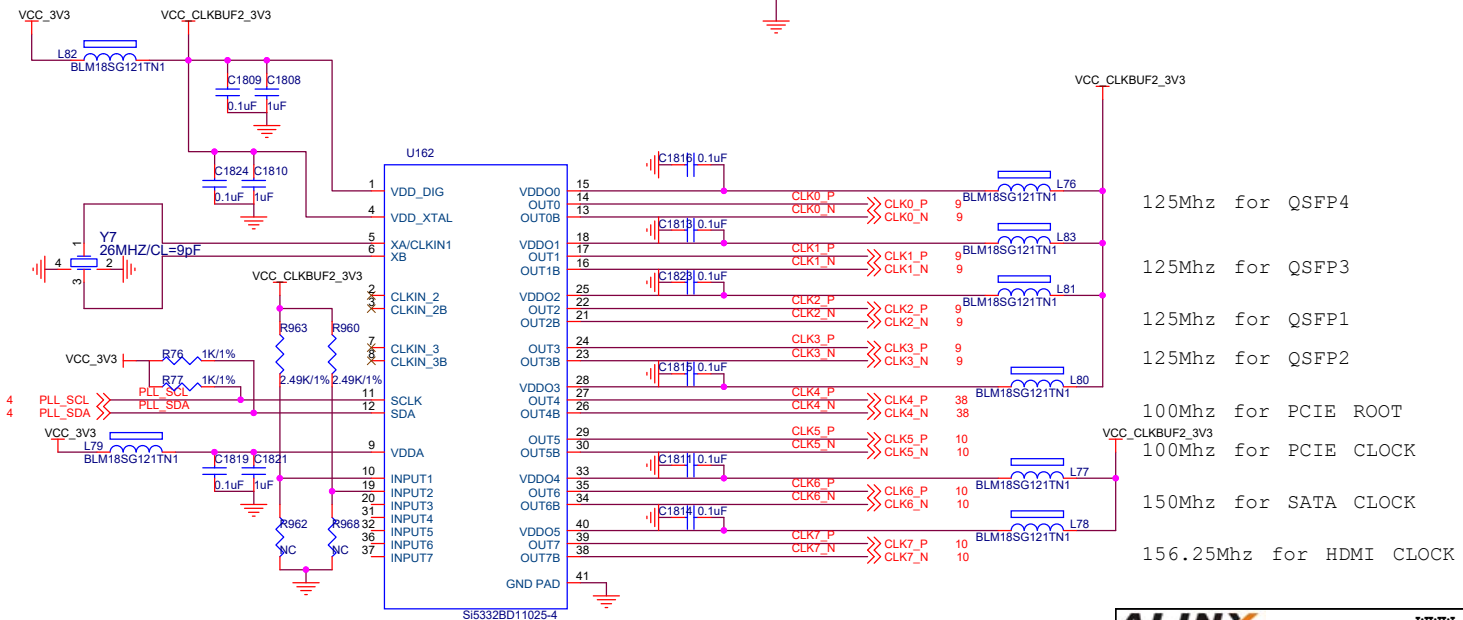 VCC_3V3
VCC_CLKBUF2_3V3
L82
BLM18SG121TN1
C1809 C1808
0.1uF 1uF
VCC_CLKBUF2_3V3
C1824 C1810
0.1uF 1uF
U162
1 VDD_DIG
4 VDD_XTAL
5 XA/CLKIN1
6 XB
2 CLKIN_2
3 CLKIN_2B
7 CLKIN_3
8 CLKIN_3B
11 SCLK
12 SDA
9 VDDA
10 INPUT1
19 INPUT2
20 INPUT3
31 INPUT4
32 INPUT5
36 INPUT6
37 INPUT7
VDDO0 15
OUT0 14
OUT0B 13
VDDO1 18
OUT1 17
OUT1B 16
VDDO2 25
OUT2 22
OUT2B 21
OUT3 24
OUT3B 23
VDDO3 28
OUT4 27
OUT4B 26
OUT5 29
OUT5B 30
VDDO4 33
OUT6 35
OUT6B 34
VDDO5 40
OUT7 39
OUT7B 38
GND PAD 41
Si5332BD11025-4
Y7
26MHZ/CL=9pF
1
4 2
3
VCC_CLKBUF2_3V3
R963 R960
2.49K/1% 2.49K/1%
VCC_3V3
R76 1K/1%
R77 1K/1%
4 PLL_SCL PLL_SCL
4 PLL_SDA PLL_SDA
VCC_3V3
L79
BLM18SG121TN1
C1819 C1821
0.1uF 1uF
R962 R968
NC NC
C1816 0.1uF
L76
BLM18SG121TN1
CLK0_P CLK0_P 9
CLK0_N CLK0_N 9
125Mhz for QSFP4
C1813 0.1uF
L83
BLM18SG121TN1
CLK1_P CLK1_P 9
CLK1_N CLK1_N 9
125Mhz for QSFP3
C1823 0.1uF
L81
BLM18SG121TN1
CLK2_P CLK2_P 9
CLK2_N CLK2_N 9
125Mhz for QSFP1
CLK3_P CLK3_P 9
CLK3_N CLK3_N 9
125Mhz for QSFP2
C1815 0.1uF
L80
BLM18SG121TN1
CLK4_P CLK4_P 38
CLK4_N CLK4_N 38
100Mhz for PCIE ROOT
VCC_CLKBUF2_3V3
CLK5_P CLK5_P 10
CLK5_N CLK5_N 10
100Mhz for PCIE CLOCK
C1811 0.1uF
L77
BLM18SG121TN1
CLK6_P CLK6_P 10
CLK6_N CLK6_N 10
150Mhz for SATA CLOCK
C1814 0.1uF
L78
BLM18SG121TN1
CLK7_P CLK7_P 10
CLK7_N CLK7_N 10
156.25Mhz for HDMI CLOCK
ALINX